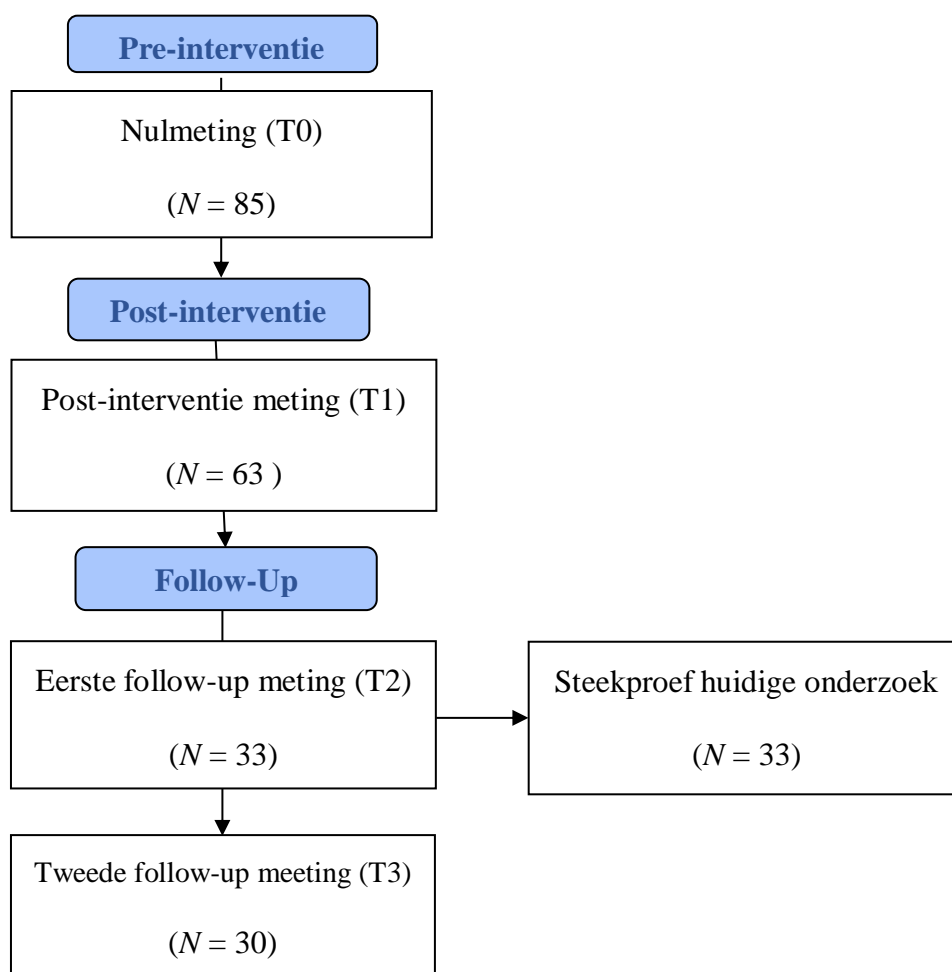 Pre-interventie
Nulmeting (T0)
(N = 85)
Post-interventie
Post-interventie meting (T1)
(N = 63 )
Follow-Up
Eerste follow-up meting (T2)
(N = 33)
Steekproef huidige onderzoek
(N = 33)
Tweede follow-up meeting (T3)
(N = 30)